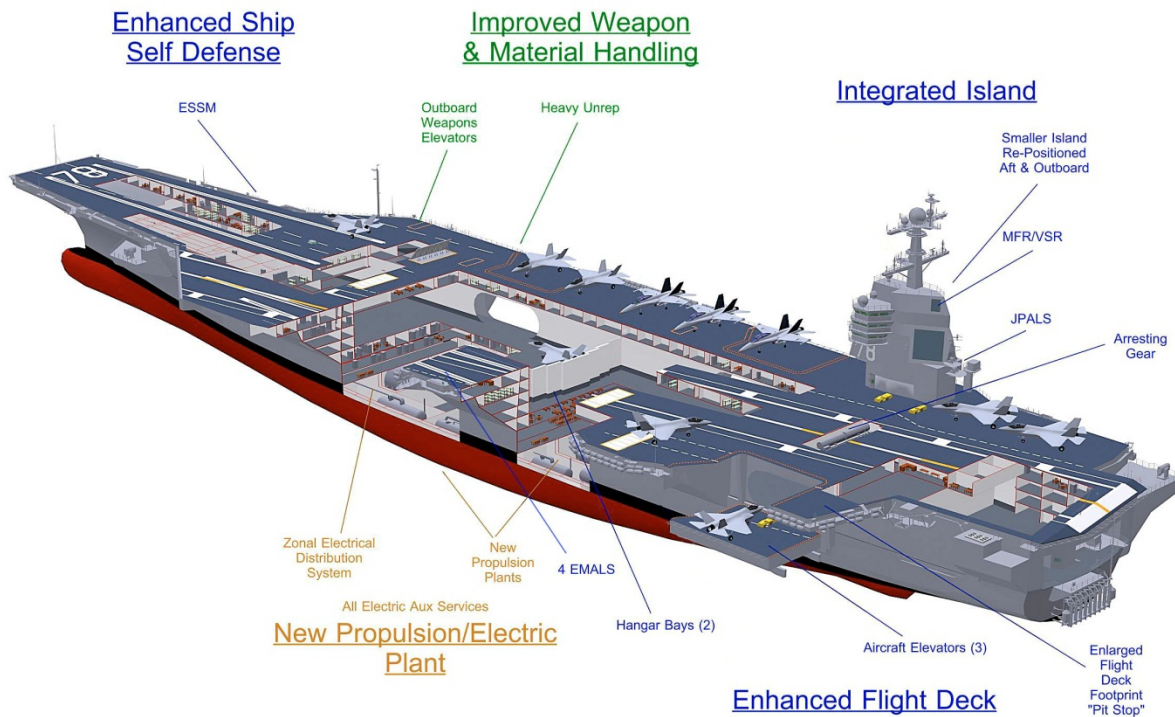 Enhanced Ship
Self Defense
ESSM
Improved Weapon
& Material Handling
Outboard
Weapons
Elevators
Heavy Unrep
Integrated Island
Smaller Island
Re-Positioned
Aft & Outboard
MFR/VSR
JPALS
Arresting
Gear
78
78
Zonal Electrical
Distribution
System
New
Propulsion
Plants
4 EMALS
All Electric Aux Services
New Propulsion/Electric
Plant
Hangar Bays (2)
Aircraft Elevators (3)
Enhanced Flight Deck
Enlarged
Flight
Deck
Footprint
"Pit Stop"